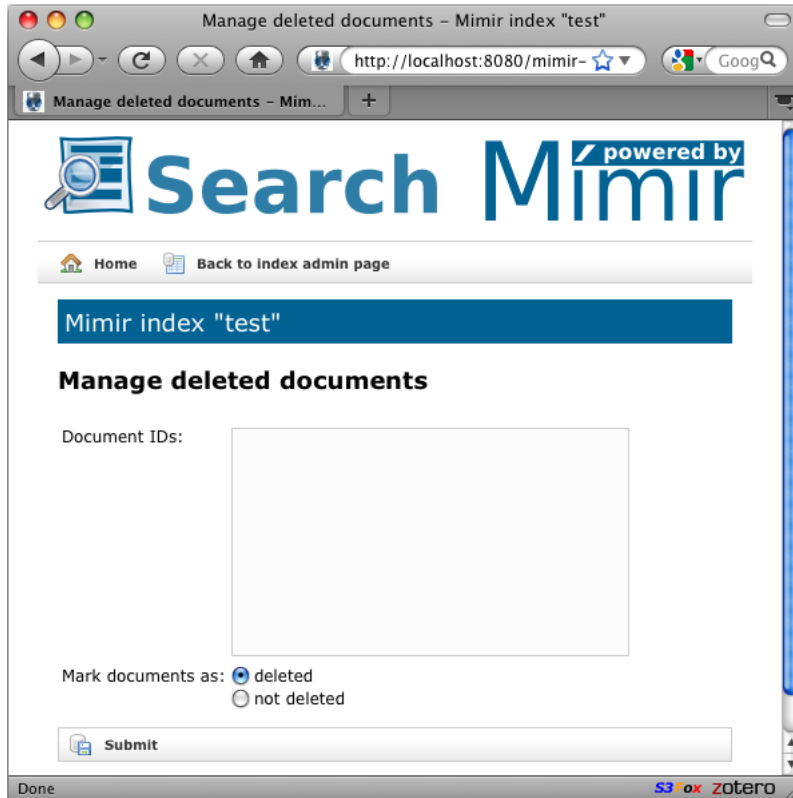 Manage deleted documents – Mimir index "test"
http://localhost:8080/mimir-
Goog
Manage deleted documents – Mim...
+
Search
powered by
Mimir
Home
Back to index admin page
Mimir index "test"
Manage deleted documents
Document IDs:
Mark documents as:
deleted
not deleted
Submit
Done
S3Fox
zotero